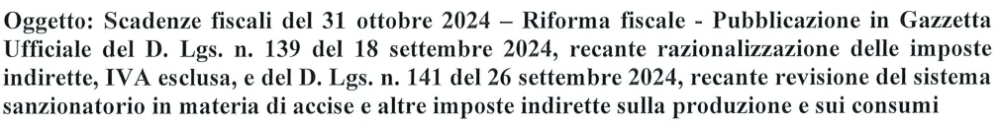 Oggetto: Scadenze fiscali del 31 ottobre 2024 – Riforma fiscale - Pubblicazione in Gazzetta
Ufficiale del D. Lgs. n. 139 del 18 settembre 2024, recante razionalizzazione delle imposte
indirette, IVA esclusa, e del D. Lgs. n. 141 del 26 settembre 2024, recante revisione del sistema
sanzionatorio in materia di accise e altre imposte indirette sulla produzione e sui consumi